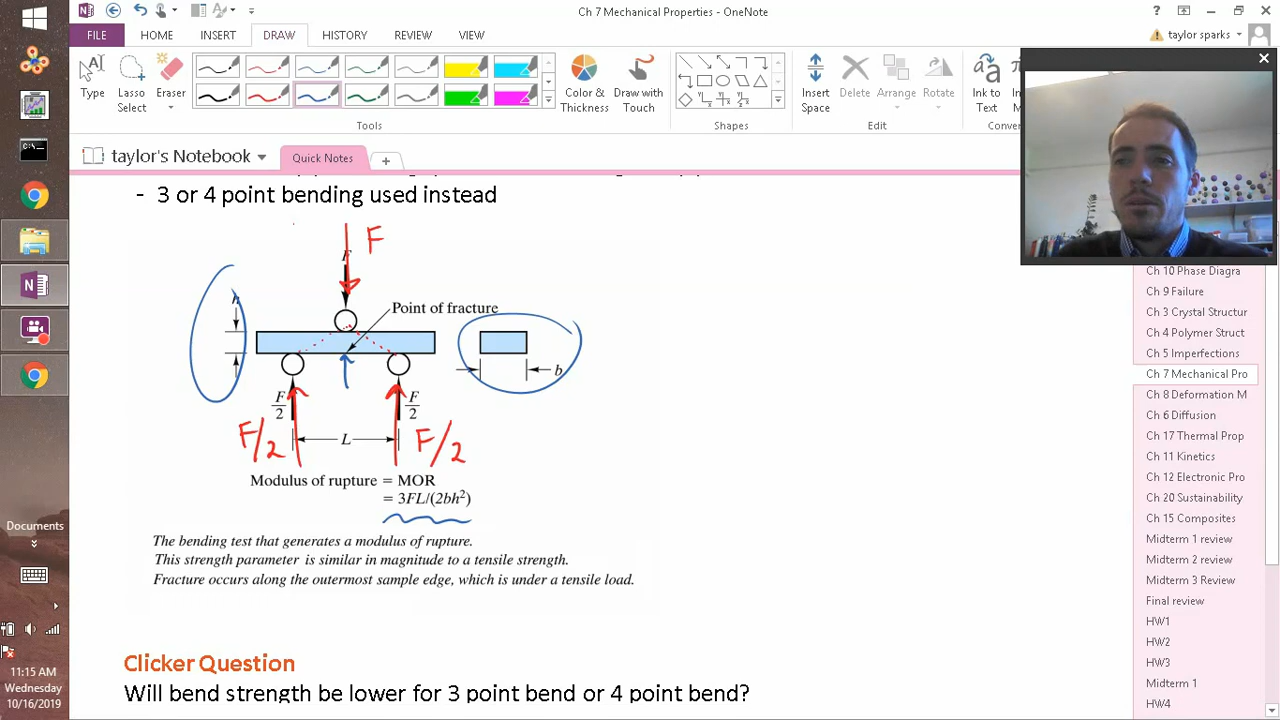 Ch 7 Mechanical Properties - OneNote
?
FILE
HOME
INSERT
DRAW
HISTORY
REVIEW
VIEW
taylor sparks
Type
Lasso Select
Eraser
Color & Thickness
Draw with Touch
Insert Space
Delete
Arrange
Rotate
Ink to Text
Tools
Shapes
Edit
Conver
taylor's Notebook
Quick Notes
- 3 or 4 point bending used instead
F
F
h
Point of fracture
b
F/2
F/2
F/2
F/2
L
Modulus of rupture = MOR
= 3FL/(2bh²)
The bending test that generates a modulus of rupture.
This strength parameter is similar in magnitude to a tensile strength.
Fracture occurs along the outermost sample edge, which is under a tensile load.
Clicker Question
Will bend strength be lower for 3 point bend or 4 point bend?
Ch 10 Phase Diagra
Ch 9 Failure
Ch 3 Crystal Structur
Ch 4 Polymer Struct
Ch 5 Imperfections
Ch 7 Mechanical Pro
Ch 8 Deformation M
Ch 6 Diffusion
Ch 17 Thermal Prop
Ch 11 Kinetics
Ch 12 Electronic Pro
Ch 20 Sustainability
Ch 15 Composites
Midterm 1 review
Midterm 2 review
Midterm 3 Review
Final review
HW1
HW2
HW3
Midterm 1
HW4
Documents
11:15 AM
Wednesday
10/16/2019